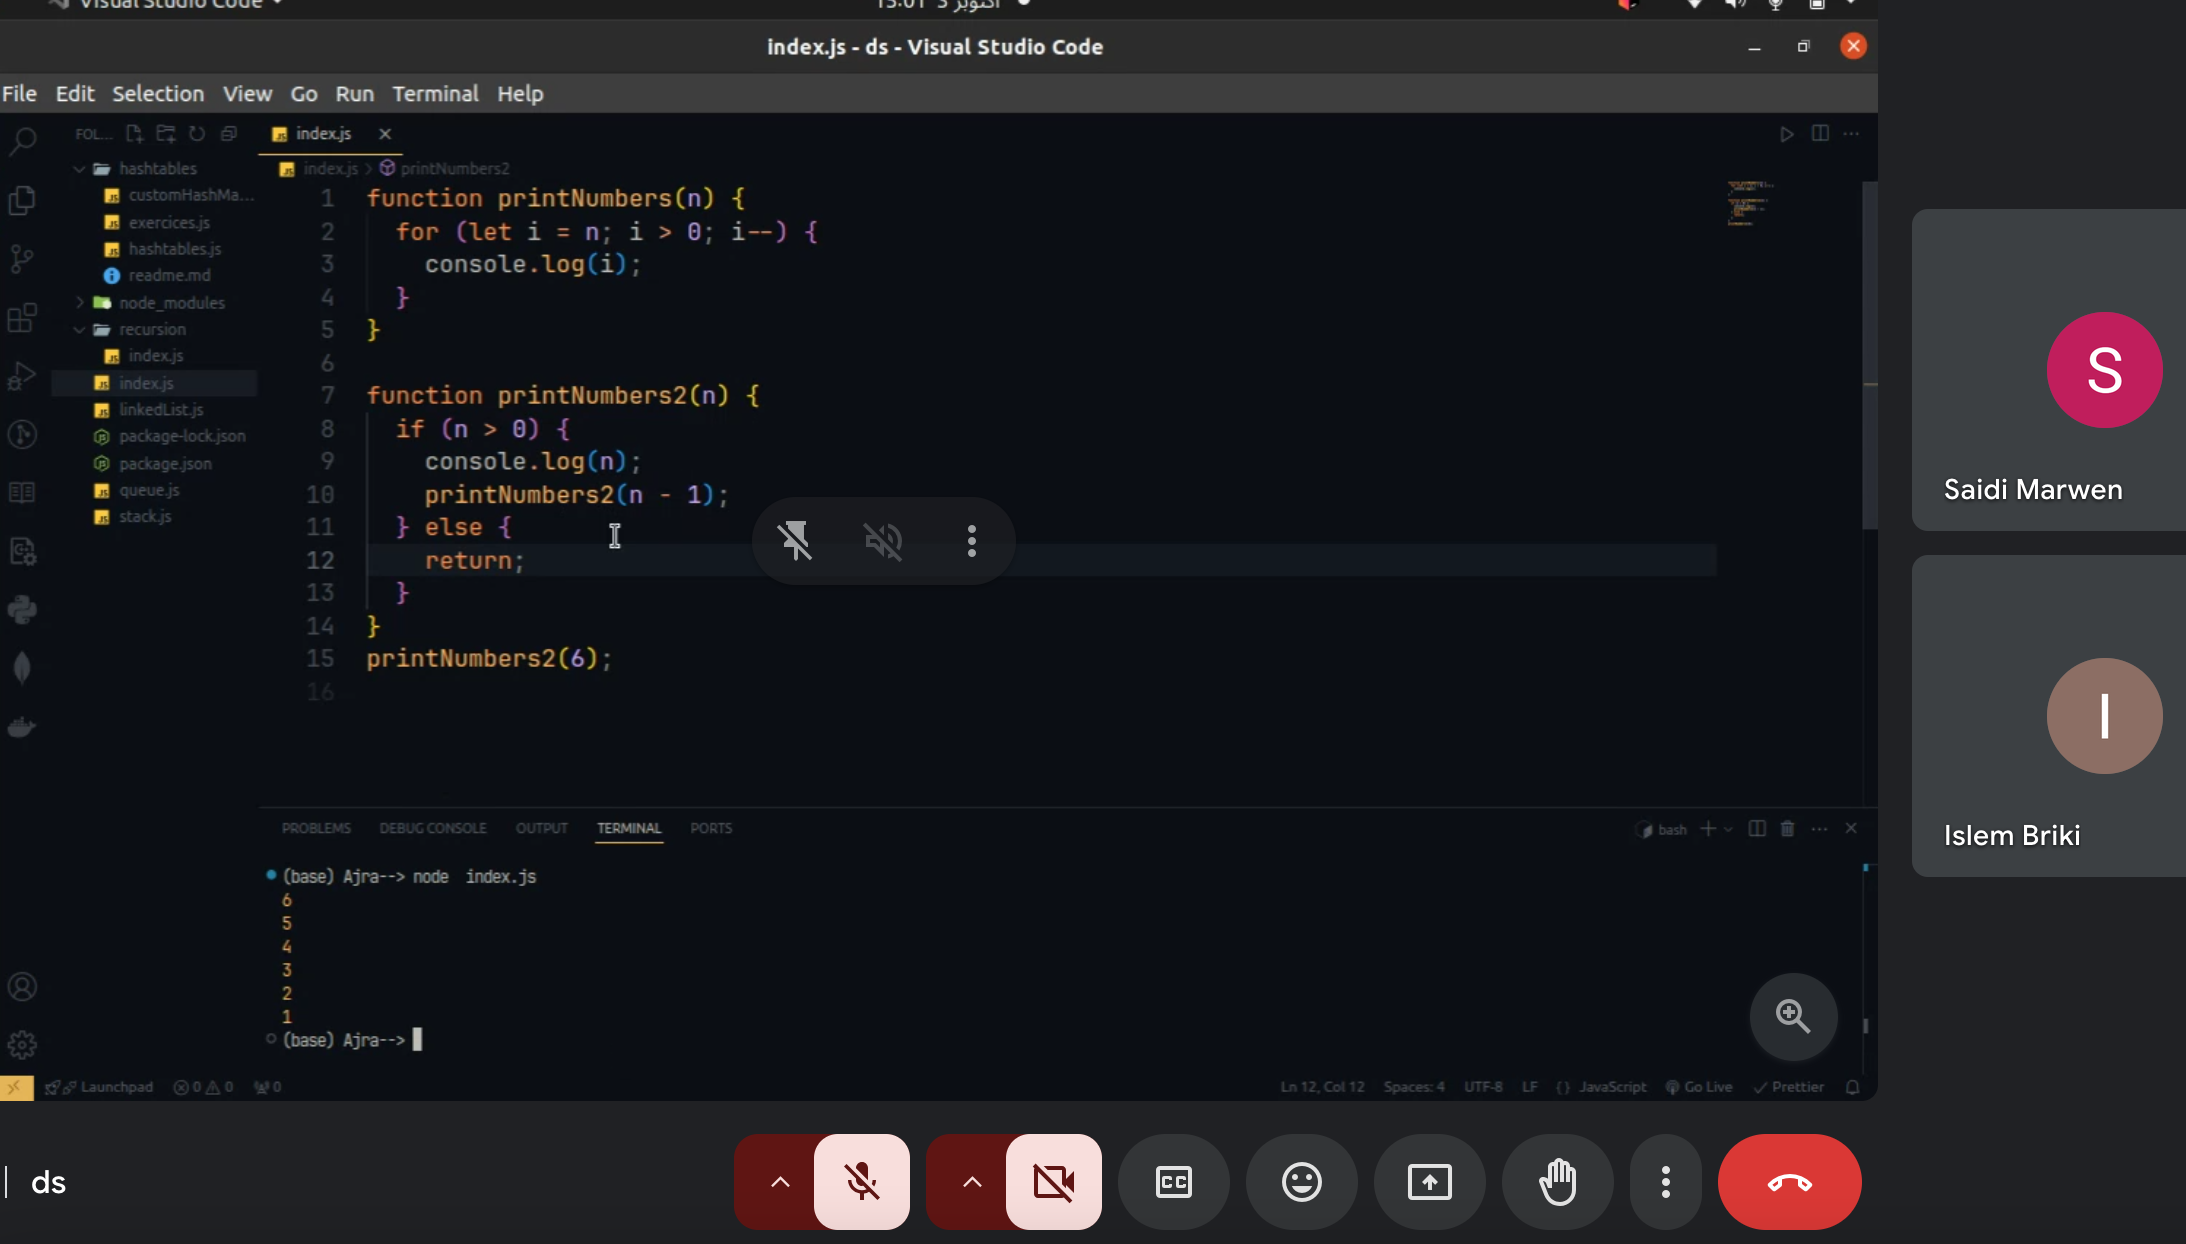 Visual Studio Code
15:01 3 أكتوبر
index.js - ds - Visual Studio Code
File Edit Selection View Go Run Terminal Help
FOL...
index.js
hashtables
customHashMa...
exercices.js
hashtables.js
readme.md
node_modules
recursion
index.js
index.js
linkedList.js
package-lock.json
package.json
queue.js
stack.js
index.js > printNumbers2
1 function printNumbers(n) {
2 for (let i = n; i > 0; i--) {
3 console.log(i);
4 }
5 }
6
7 function printNumbers2(n) {
8 if (n > 0) {
9 console.log(n);
10 printNumbers2(n - 1);
11 } else {
12 return;
13 }
14 }
15 printNumbers2(6);
16
PROBLEMS DEBUG CONSOLE OUTPUT TERMINAL PORTS
bash
(base) Ajra--> node index.js
6
5
4
3
2
1
(base) Ajra-->
Launchpad 0 0 0
Ln 12, Col 12 Spaces: 4 UTF-8 LF {} JavaScript Go Live Prettier
S
Saidi Marwen
I
Islem Briki
ds
CC